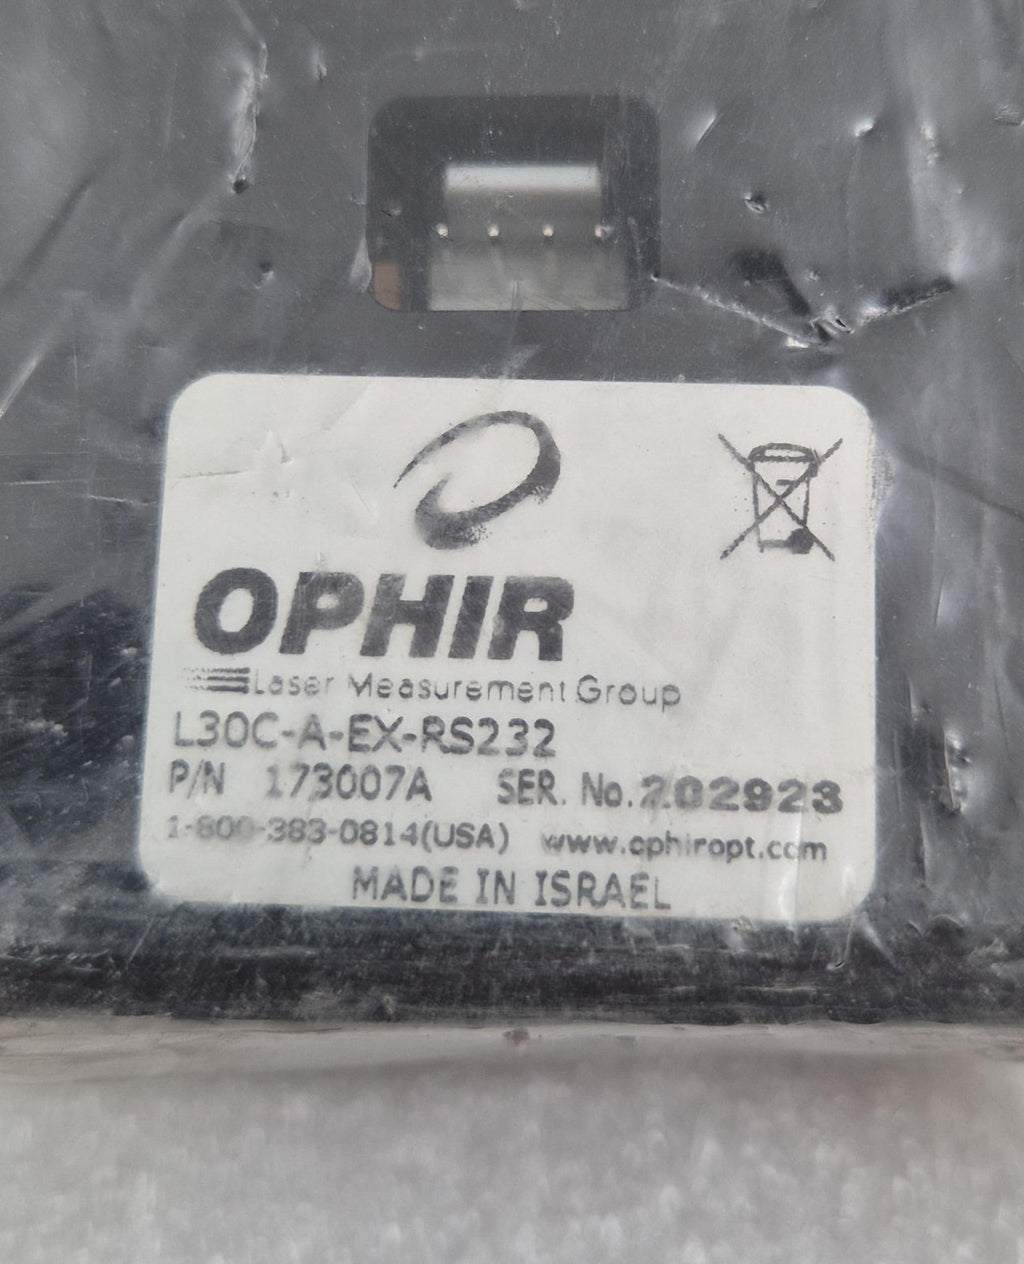 OPHIR
Laser Measurement Group
L30C-A-EX-RS232
P/N 173007A SER. No. 202923
1-800-383-0814(USA) www.ophiropt.com
MADE IN ISRAEL